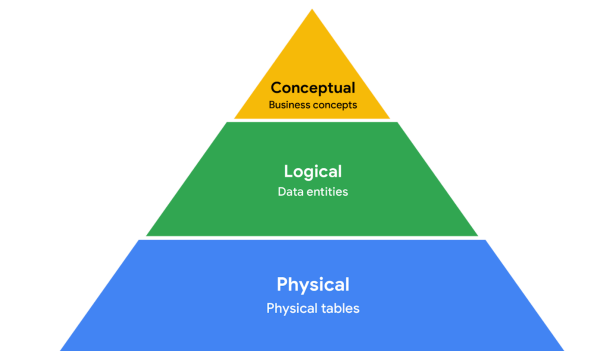 Conceptual
Business concepts
Logical
Data entities
Physical
Physical tables